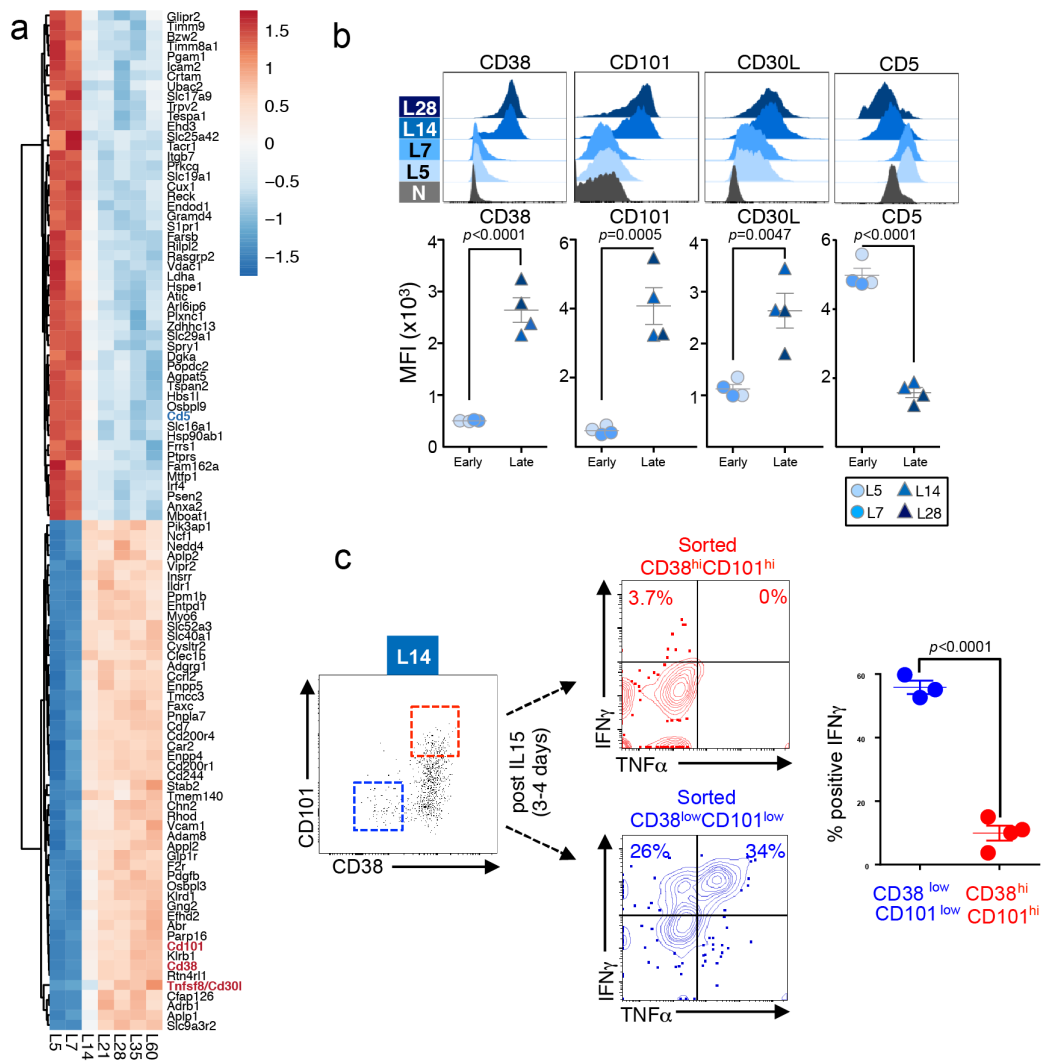 a
Glipr2
Timm9
Bzw2
Timm8a1
Pgam1
Icam2
Crtam
Ubac2
Slc17a9
Trpv2
Tespa1
Ehd3
Slc25a42
Tacr1
Itgb7
Prkcg
Slc19a1
Cux1
Reck
Endod1
Gramd4
S1pr1
Farsb
Rilpl2
Rasgrp2
Vdac1
Ldha
Hspe1
Atic
Arl6ip6
Plxnc1
Zdhhc13
Slc29a1
Spry1
Dgka
Popdc2
Agpat5
Tspan2
Hbs1l
Osbpl9
Cd5
Slc16a1
Hsp90ab1
Frrs1
Ptprs
Fam162a
Mtfp1
Irf4
Psen2
Anxa2
Mboat1
Pik3ap1
Ncf1
Nedd4
Aplp2
Vipr2
Insrr
Ildr1
Ppm1b
Entpd1
Myo6
Slc52a3
Slc40a1
Cysltr2
Clec1b
Adgrg1
Ccrl2
Enpp5
Tmcc3
Faxc
Pnpla7
Cd7
Cd200r4
Car2
Enpp4
Cd200r1
Cd244
Stab2
Tmem140
Chn2
Rhod
Vcam1
Adam8
Appl2
Glp1r
F2r
Pdgfb
Osbpl3
Klrd1
Gng2
Efhd2
Abr
Parp16
Cd101
Klrb1
Cd38
Rtn4rl1
Tnfsf8/Cd30l
Cfap126
Adrb1
Aplp1
Slc9a3r2
L5 L7 L14 L21 L28 L35 L60
1.5
1
0.5
0
−0.5
−1
−1.5
b
CD38 CD101 CD30L CD5
L28
L14
L7
L5
N
CD38 CD101 CD30L CD5
p<0.0001 p=0.0005 p=0.0047 p<0.0001
MFI (x10³)
4
3
2
1
0
Early Late
6
4
2
Early Late
4
3
2
1
Early Late
6
4
2
Early Late
L5 L14
L7 L28
c
L14
CD101
CD38
post IL15
(3-4 days)
Sorted
CD38hiCD101hi
3.7% 0%
IFNγ
TNFα
Sorted
CD38lowCD101low
26% 34%
IFNγ
TNFα
p<0.0001
% positive IFNγ
60
40
20
0
CD38 low CD38hi
CD101 low CD101hi